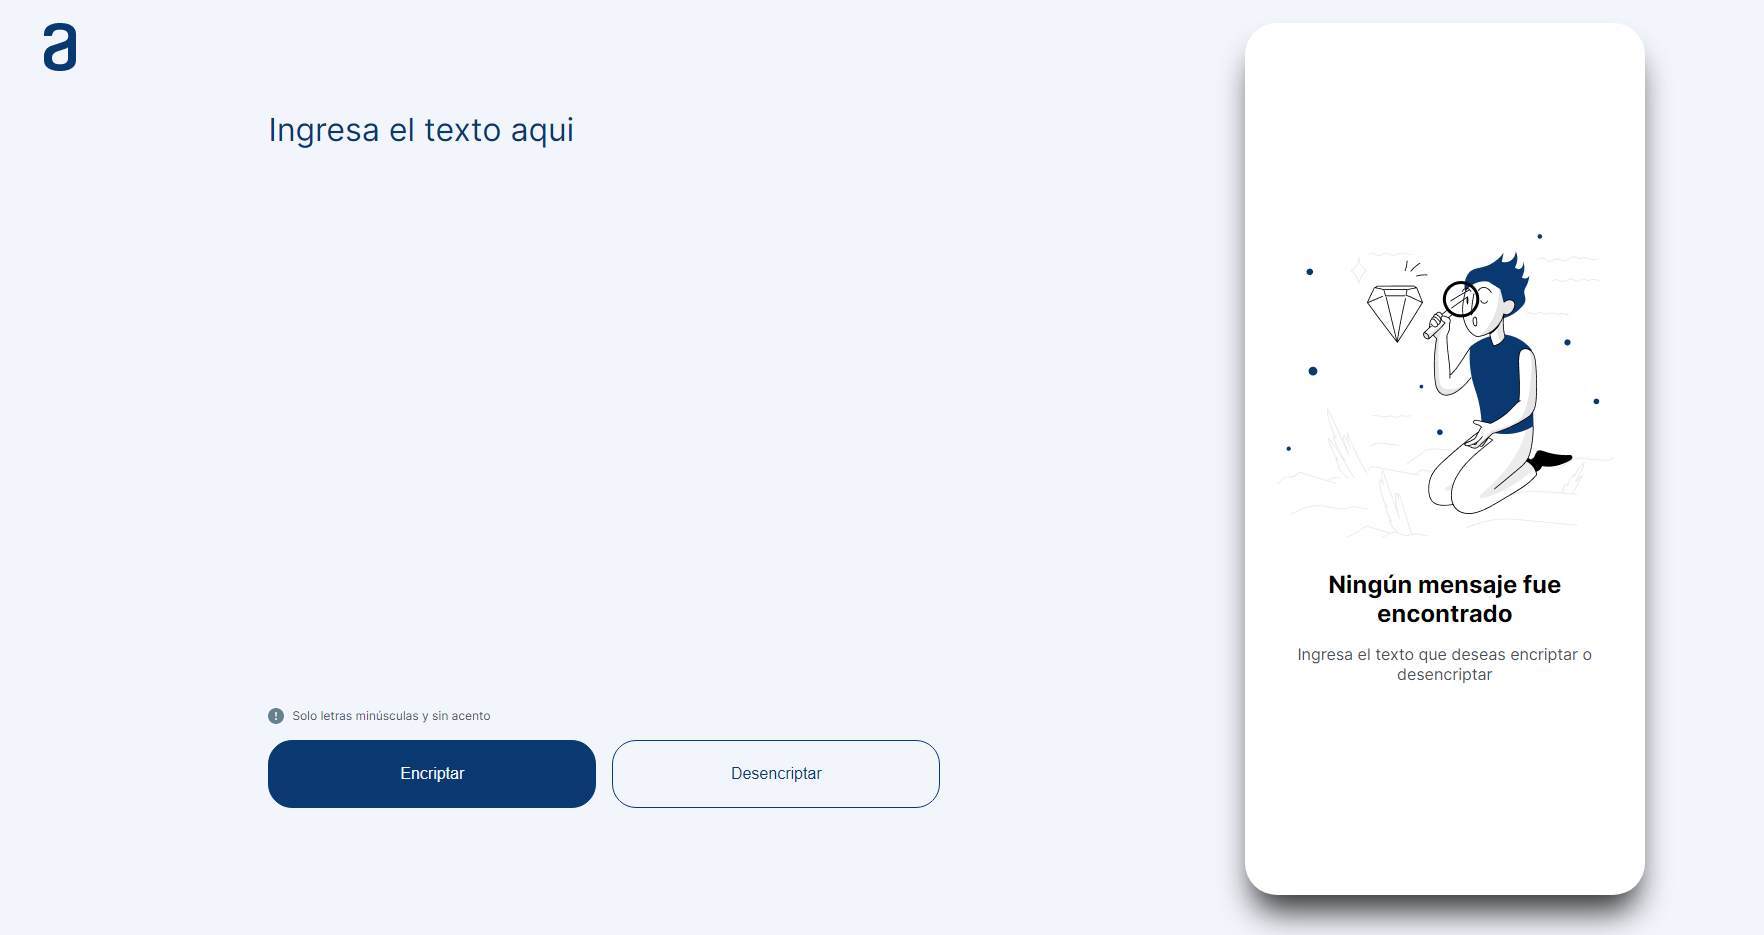 a
Ingresa el texto aqui
Solo letras minúsculas y sin acento
Encriptar
Desencriptar
Ningún mensaje fue
encontrado
Ingresa el texto que deseas encriptar o
desencriptar